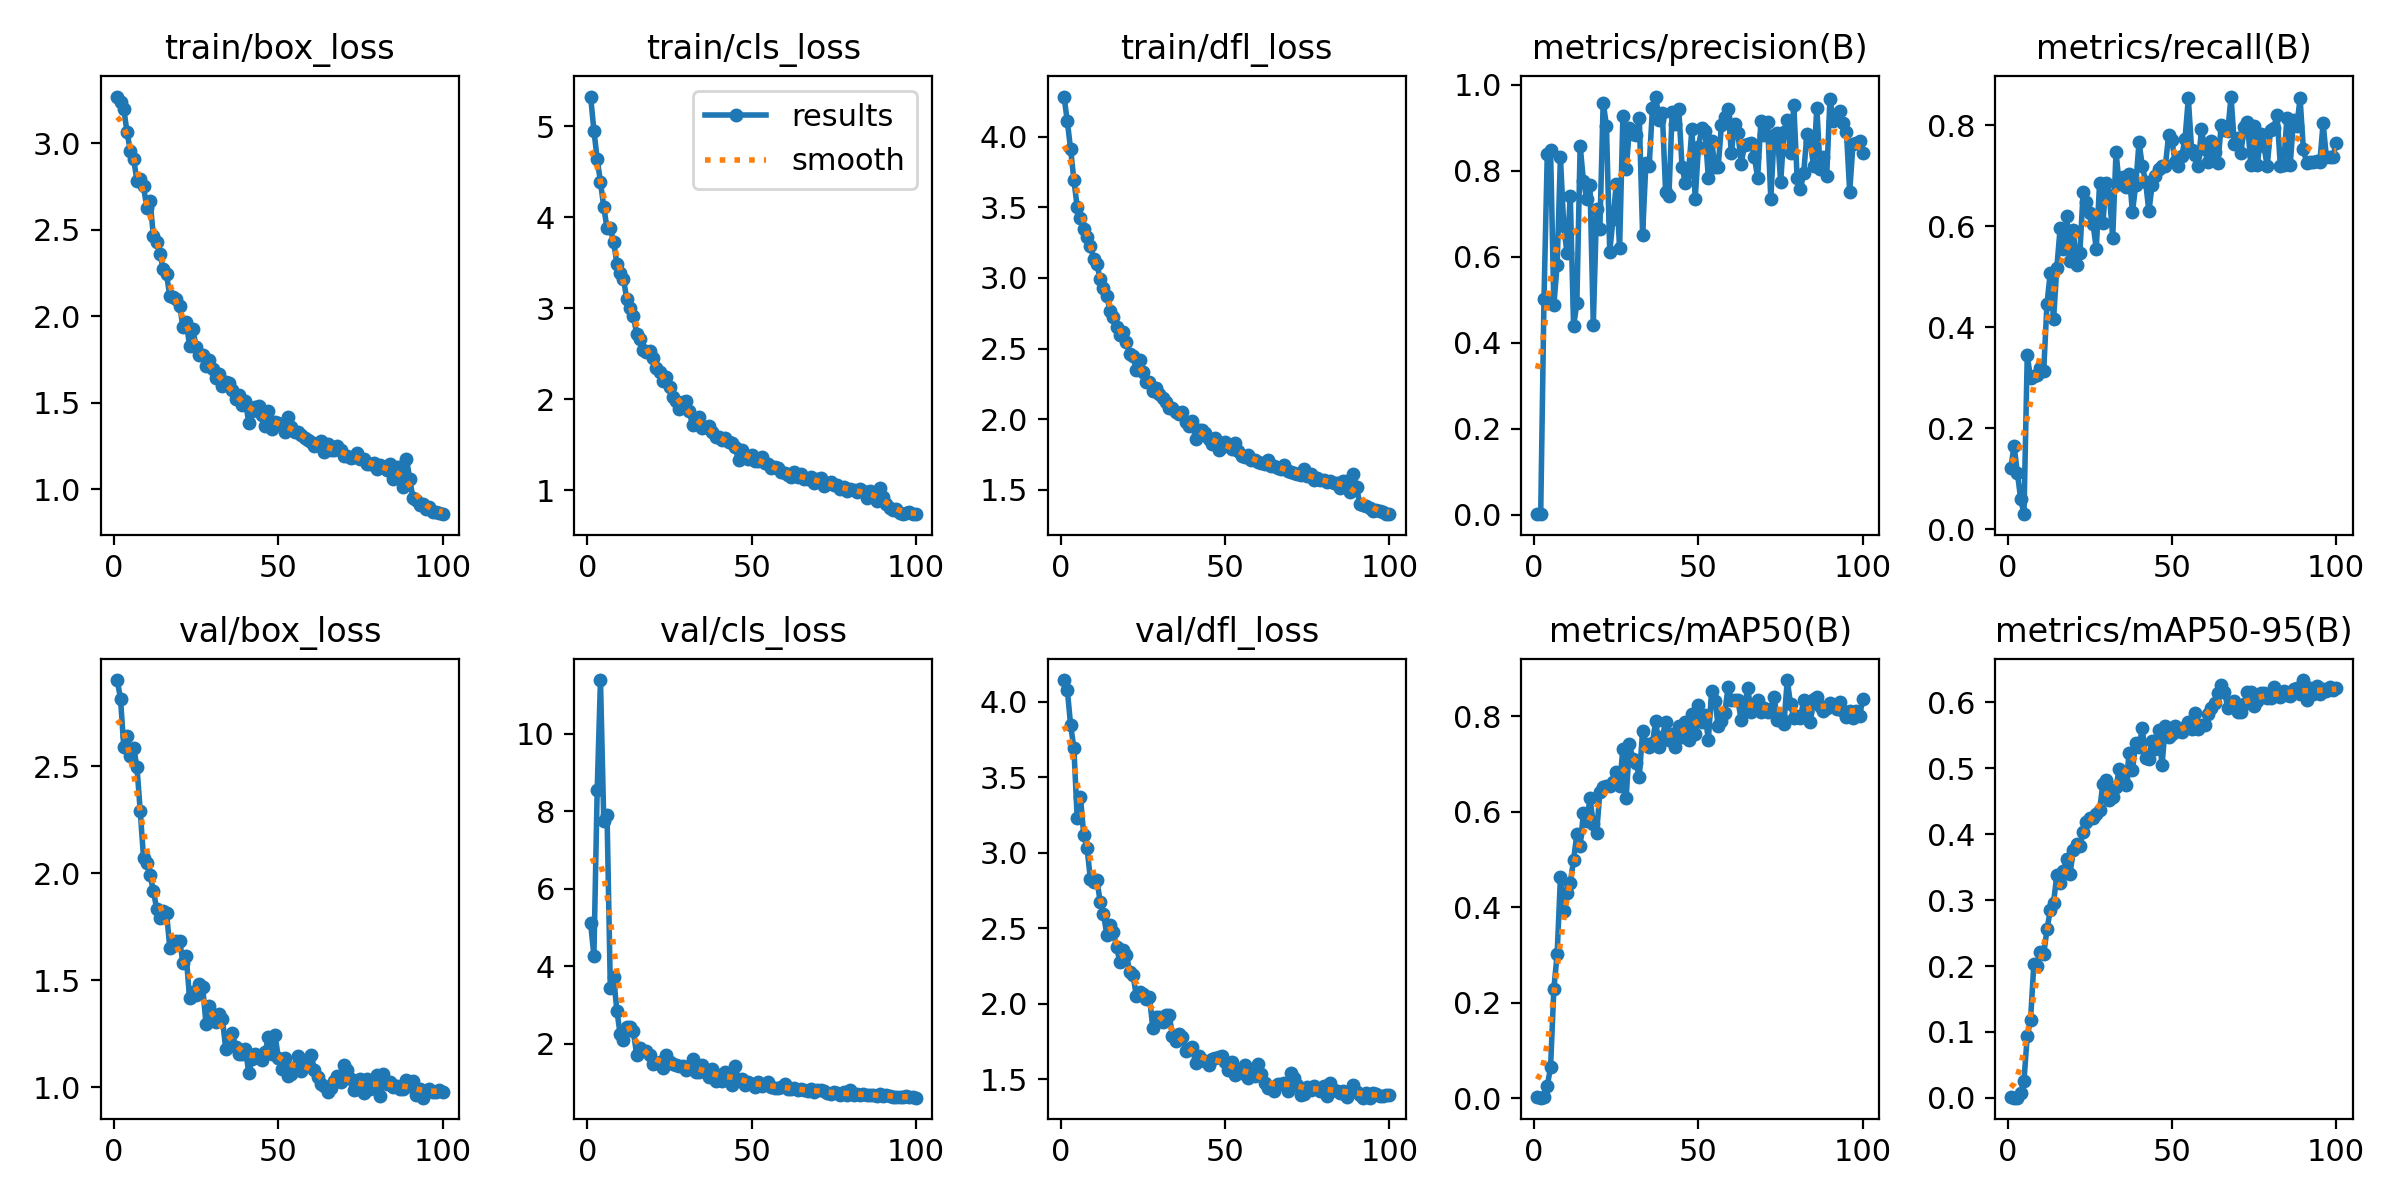 train/box_loss
3.0
2.5
2.0
1.5
1.0
0 50 100
train/cls_loss
results
smooth
5
4
3
2
1
0 50 100
train/dfl_loss
4.0
3.5
3.0
2.5
2.0
1.5
0 50 100
metrics/precision(B)
1.0
0.8
0.6
0.4
0.2
0.0
0 50 100
metrics/recall(B)
0.8
0.6
0.4
0.2
0.0
0 50 100
val/box_loss
2.5
2.0
1.5
1.0
0 50 100
val/cls_loss
10
8
6
4
2
0 50 100
val/dfl_loss
4.0
3.5
3.0
2.5
2.0
1.5
0 50 100
metrics/mAP50(B)
0.8
0.6
0.4
0.2
0.0
0 50 100
metrics/mAP50-95(B)
0.6
0.5
0.4
0.3
0.2
0.1
0.0
0 50 100